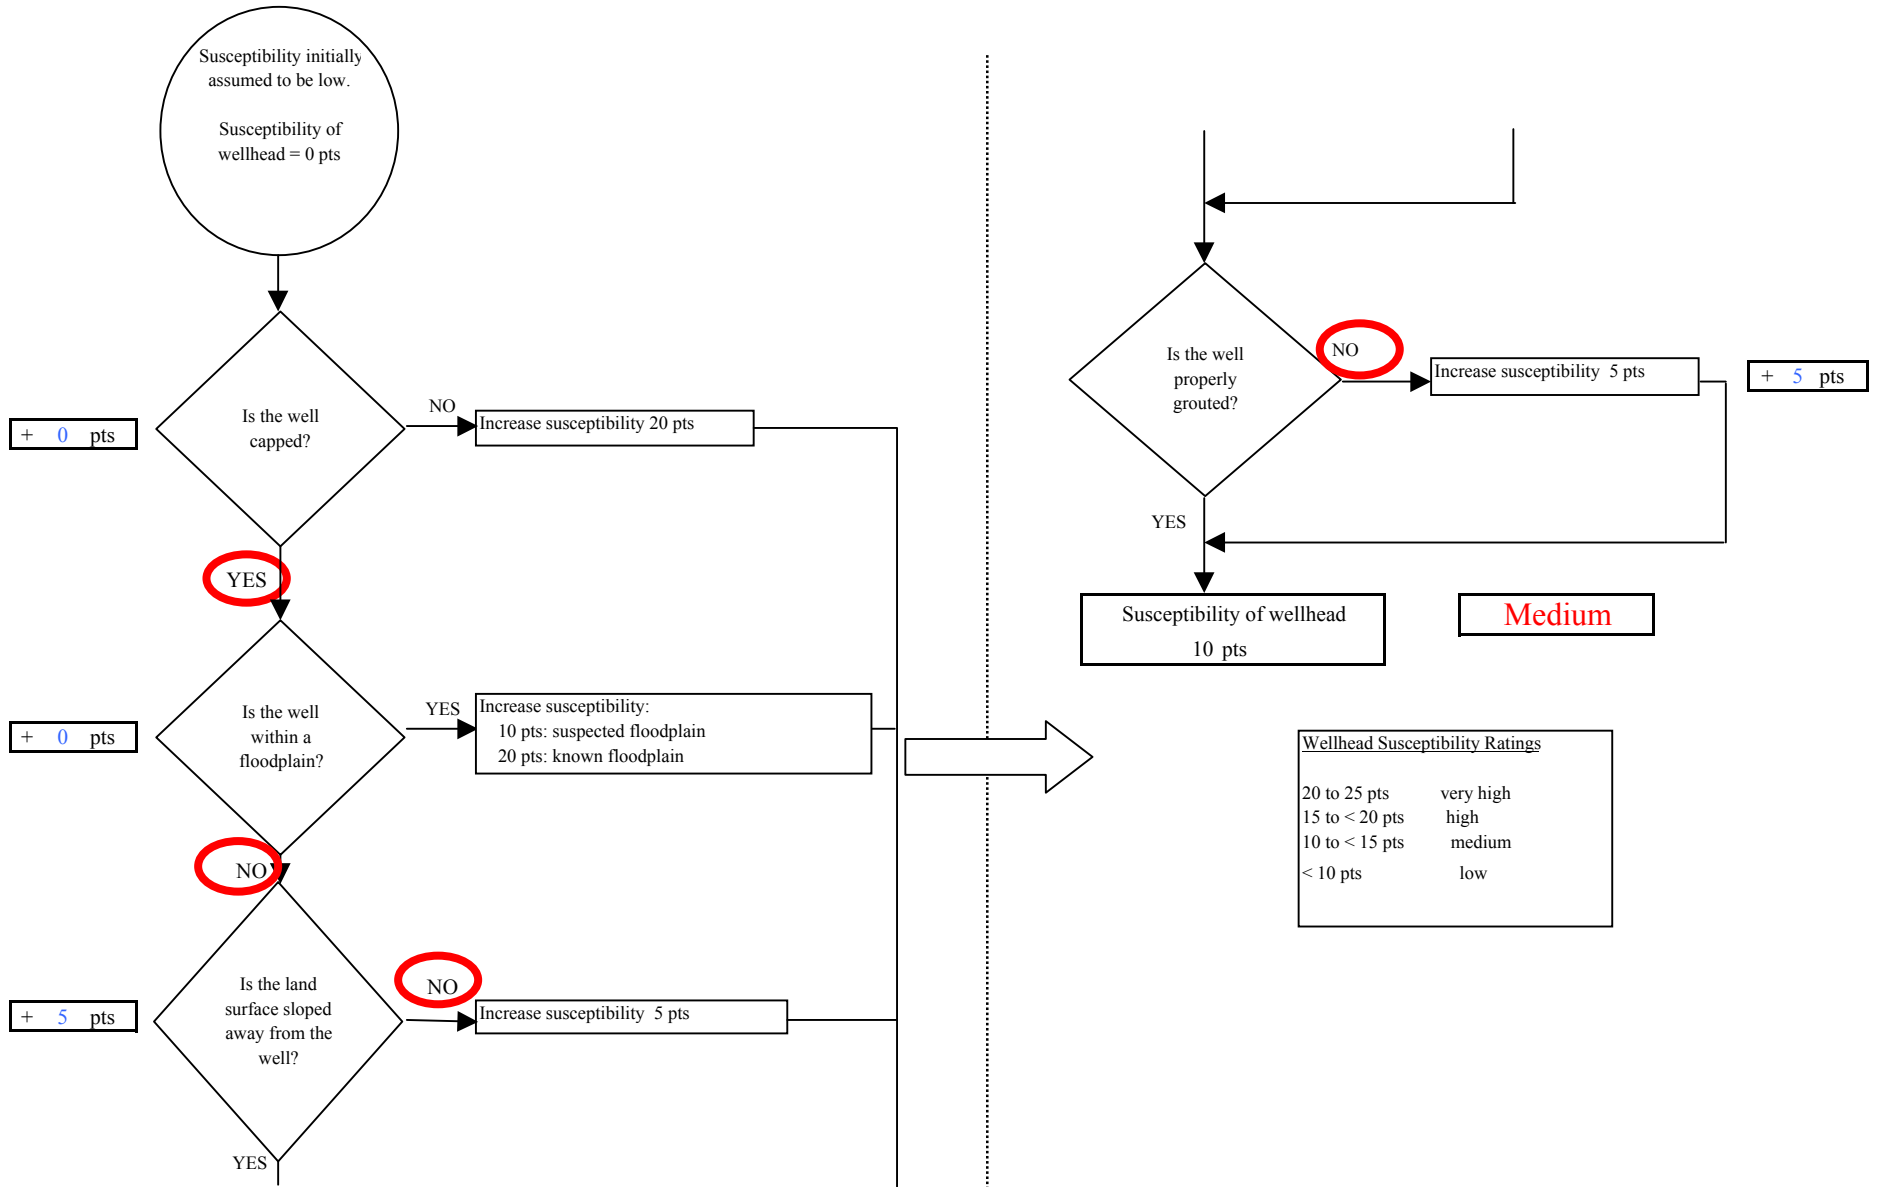 Susceptibility initially
assumed to be low.
Susceptibility of
wellhead = 0 pts
Is the well
capped?
NO
Increase susceptibility 20 pts
+ 0 pts
YES
Is the well
within a
floodplain?
YES
Increase susceptibility:
10 pts: suspected floodplain
20 pts: known floodplain
+ 0 pts
NO
Is the land
surface sloped
away from the
well?
NO
Increase susceptibility 5 pts
+ 5 pts
YES
Is the well
properly
grouted?
NO
Increase susceptibility 5 pts
+ 5 pts
YES
Susceptibility of wellhead
10 pts
Medium
Wellhead Susceptibility Ratings
20 to 25 pts very high
15 to < 20 pts high
10 to < 15 pts medium
< 10 pts low